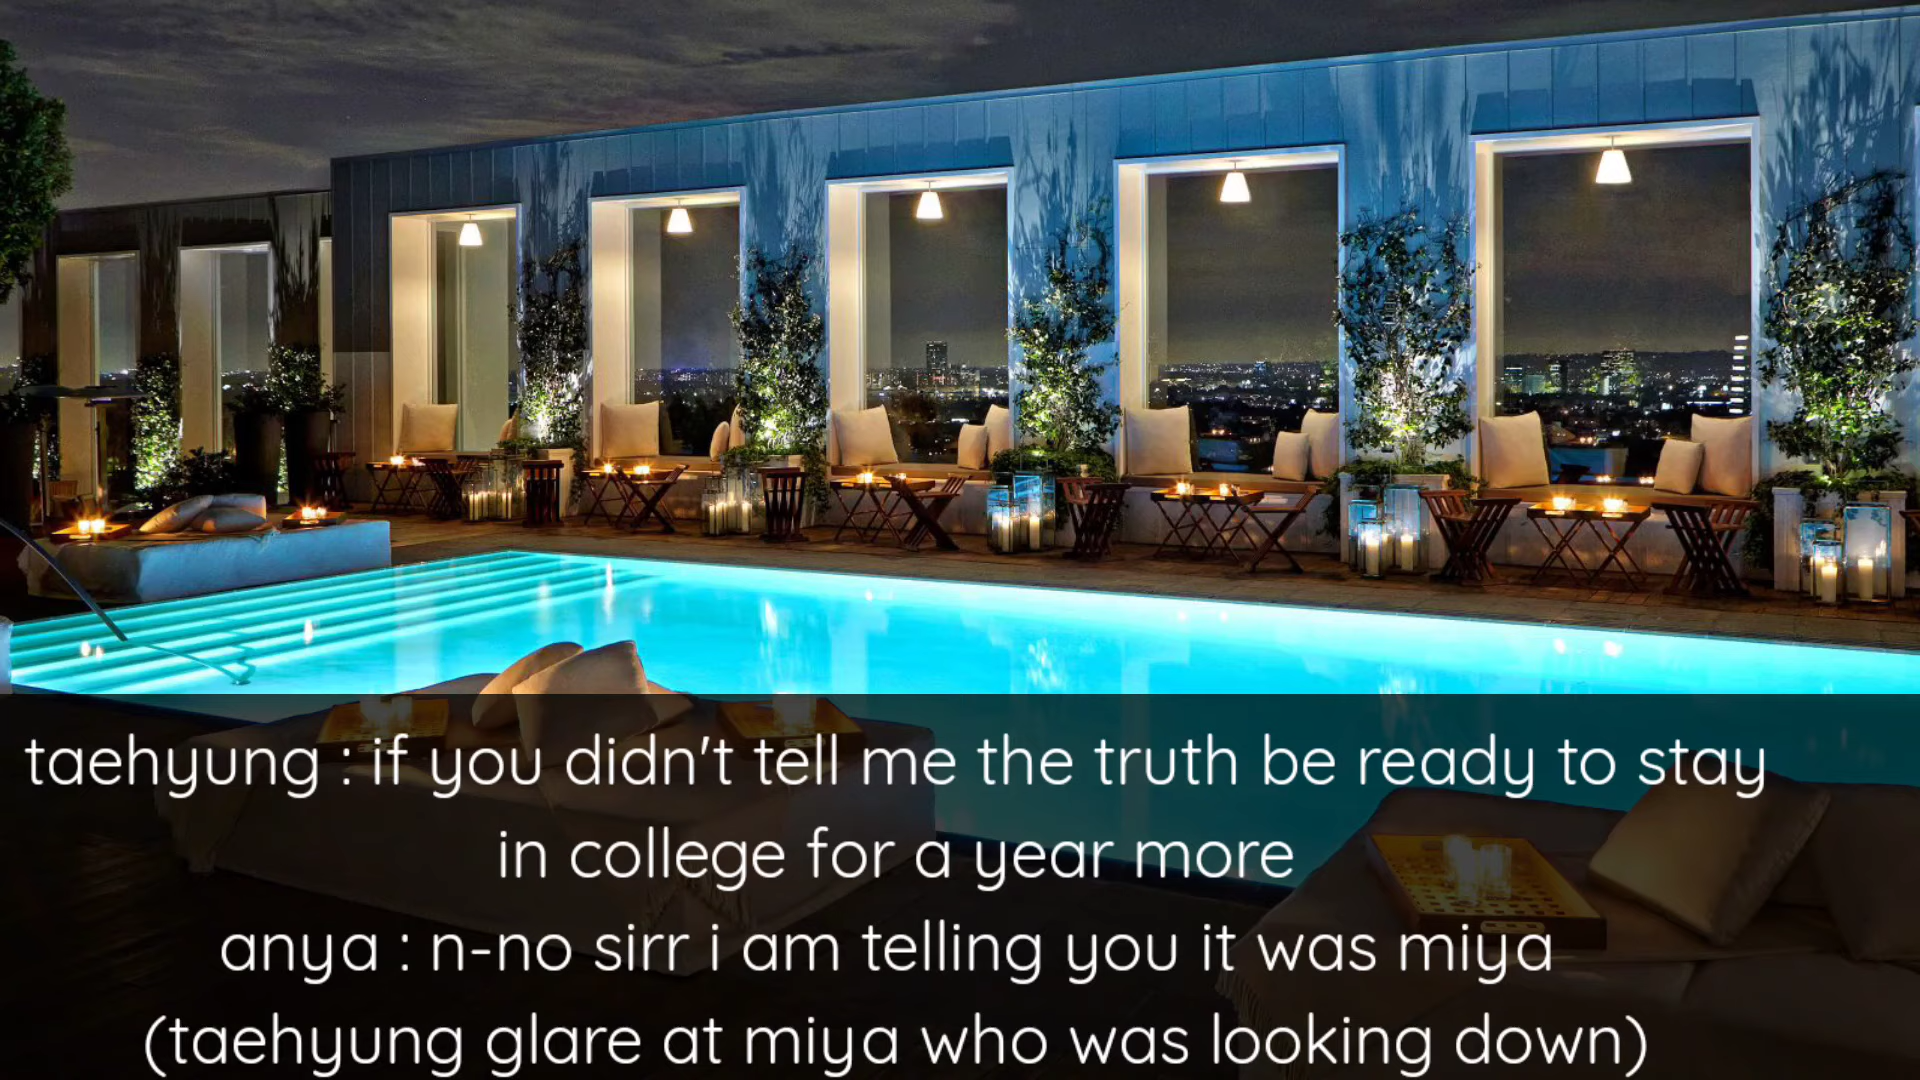 taehyung : if you didn't tell me the truth be ready to stay
in college for a year more
anya : n-no sirr i am telling you it was miya
(taehyung glare at miya who was looking down)